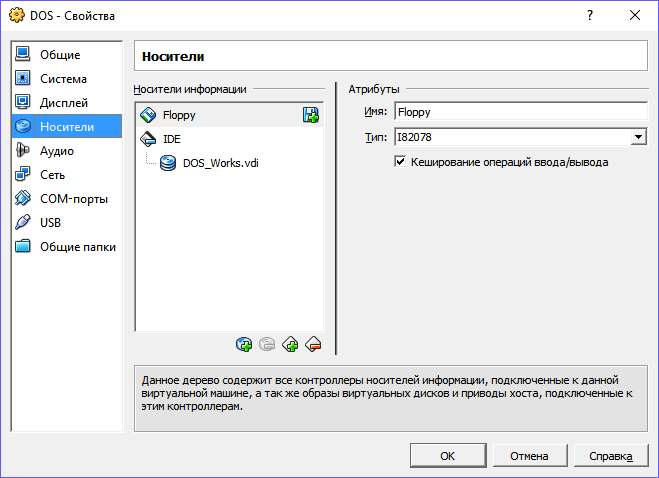 DOS - Свойства
?
Общие
Система
Дисплей
Носители
Аудио
Сеть
COM-порты
USB
Общие папки
Носители
Носители информации
Floppy
IDE
DOS_Works.vdi
Атрибуты
Имя: Floppy
Тип: I82078
Кеширование операций ввода/вывода
Данное дерево содержит все контроллеры носителей информации, подключенные к данной
виртуальной машине, а так же образы виртуальных дисков и приводы хоста, подключенные к
этим контроллерам.
OK
Отмена
Справка